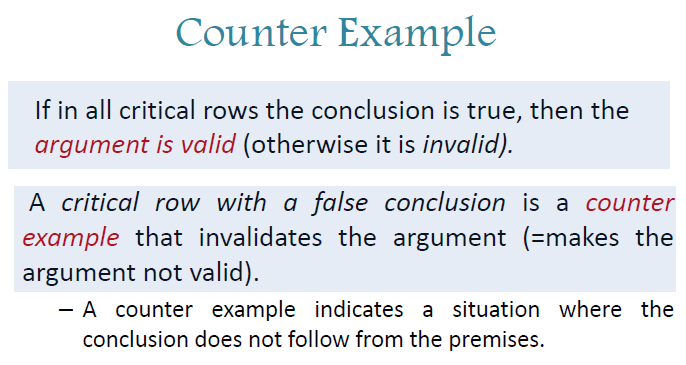 Counter Example
If in all critical rows the conclusion is true, then the
argument is valid (otherwise it is invalid).
A critical row with a false conclusion is a counter
example that invalidates the argument (=makes the
argument not valid).
– A counter example indicates a situation where the
conclusion does not follow from the premises.